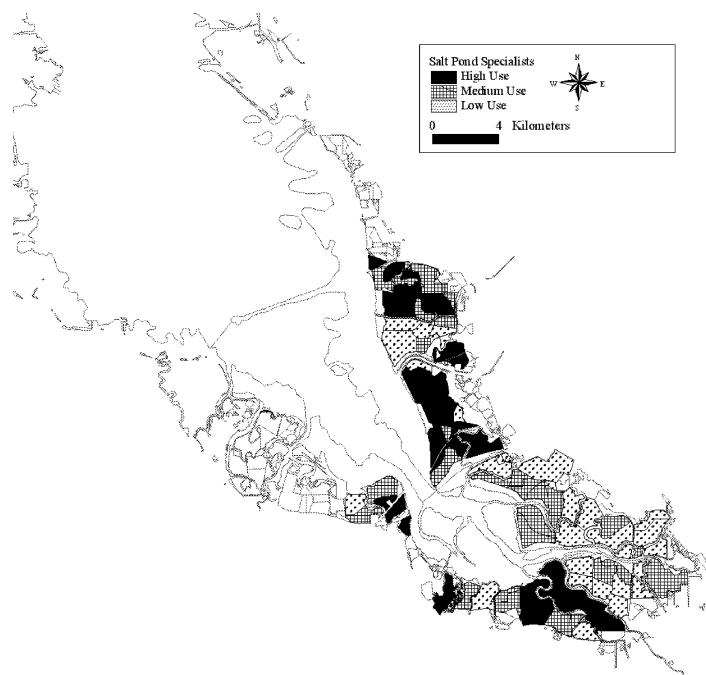 Salt Pond Specialists
High Use
Medium Use
Low Use
N
W E
S
0 4 Kilometers